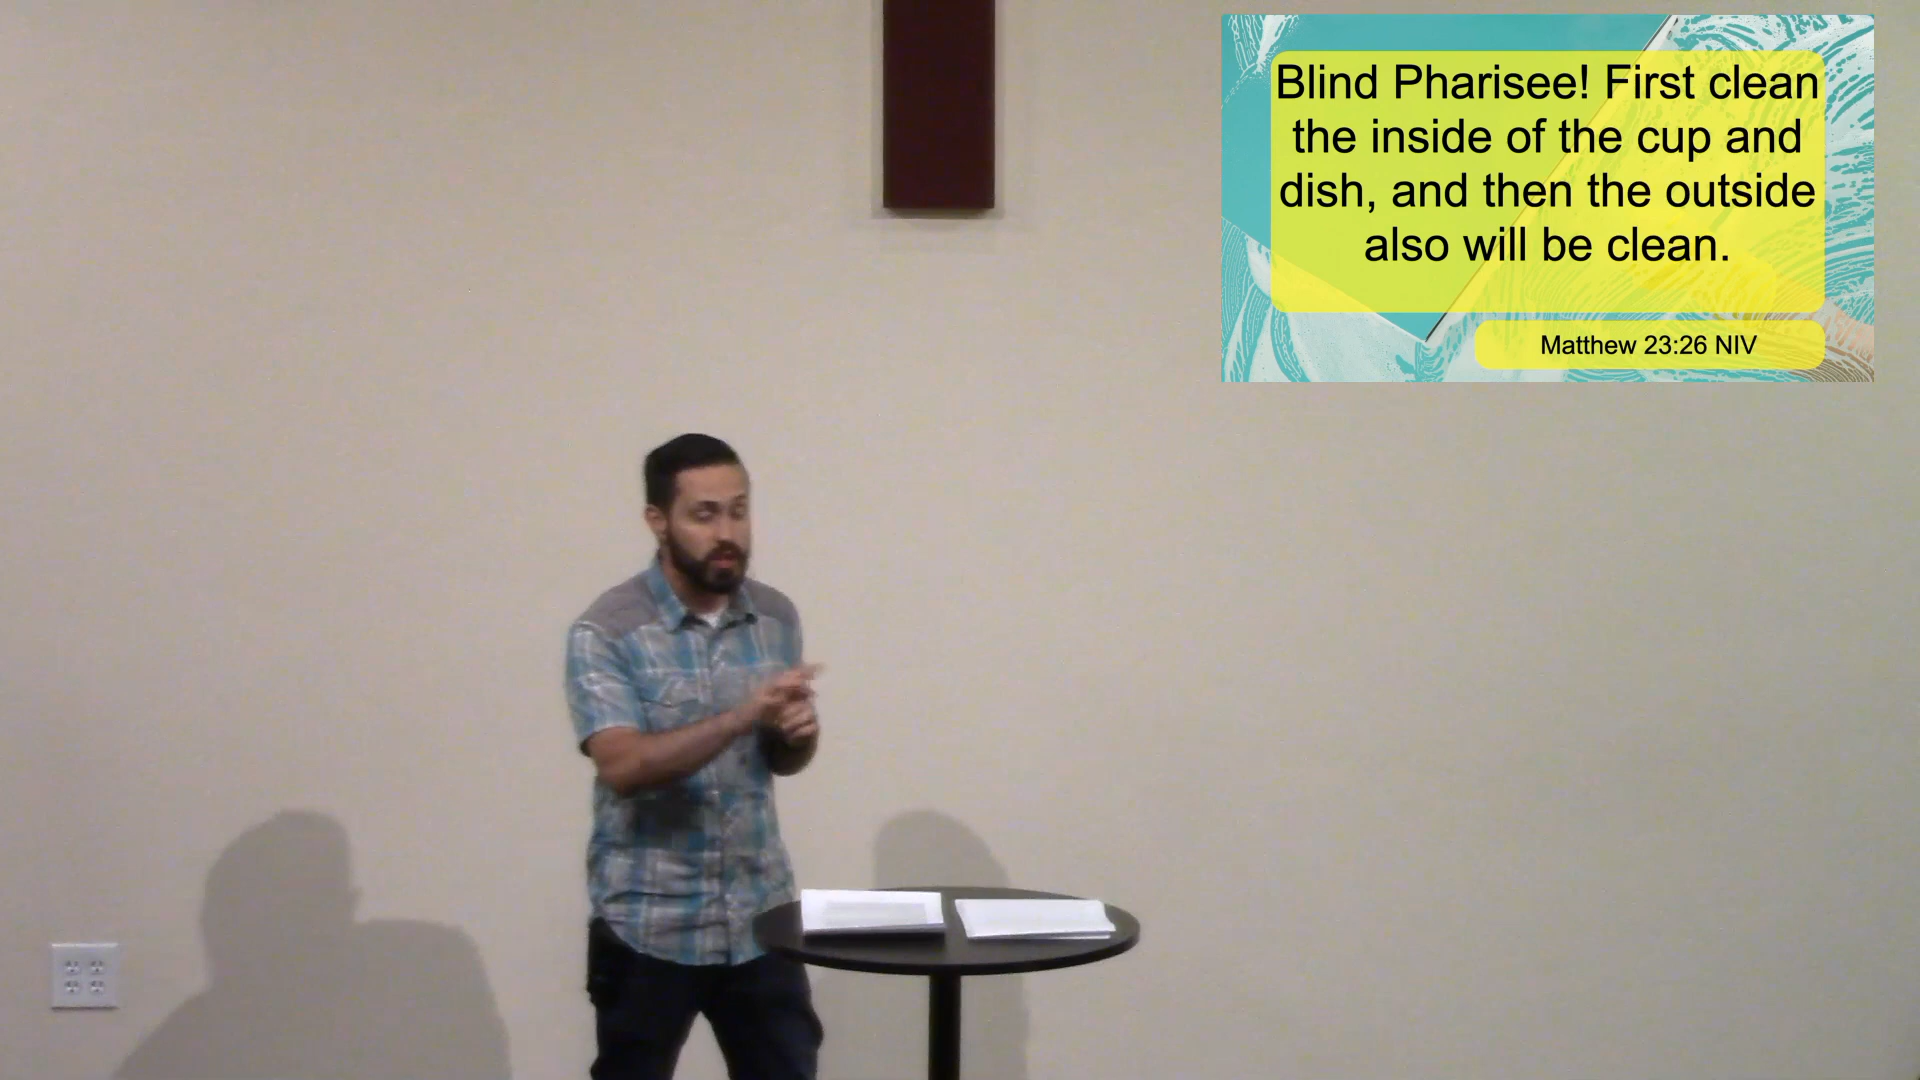 Blind Pharisee! First clean
the inside of the cup and
dish, and then the outside
also will be clean.
Matthew 23:26 NIV